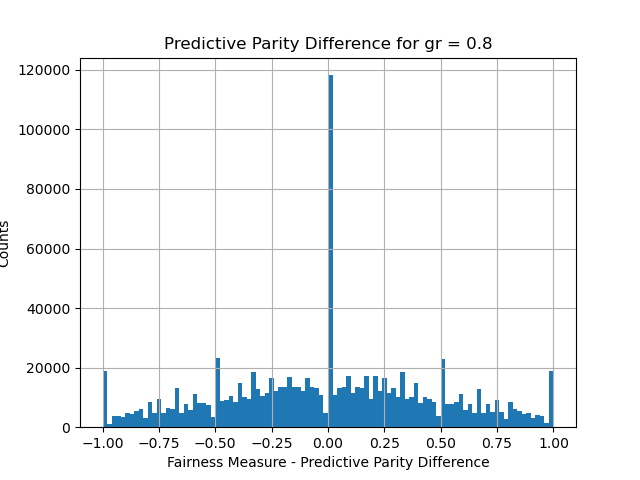 Predictive Parity Difference for gr = 0.8
120000
100000
80000
60000
40000
20000
0
Counts
−1.00 −0.75 −0.50 −0.25 0.00 0.25 0.50 0.75 1.00
Fairness Measure - Predictive Parity Difference